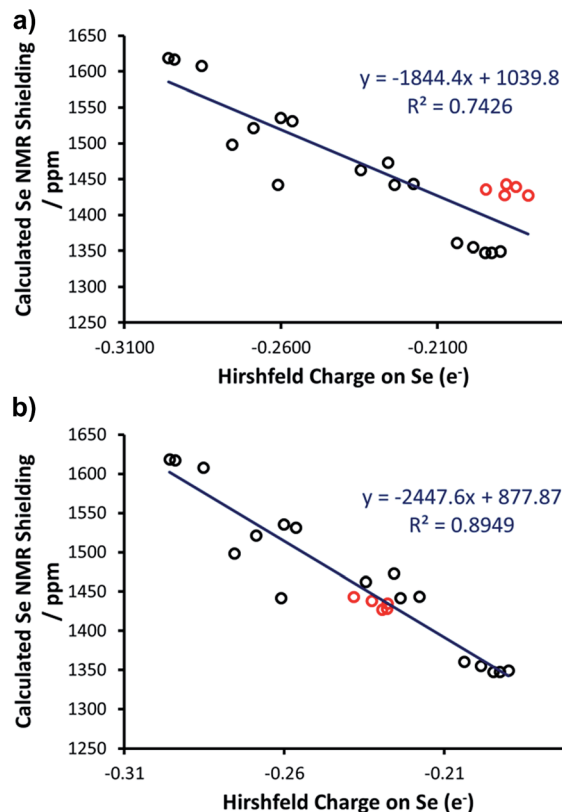 a)
1650
1600
1550
1500
1450
1400
1350
1300
1250
Calculated Se NMR Shielding
/ ppm
y = -1844.4x + 1039.8
R² = 0.7426
-0.3100
-0.2600
-0.2100
Hirshfeld Charge on Se (e⁻)
b)
1650
1600
1550
1500
1450
1400
1350
1300
1250
Calculated Se NMR Shielding
/ ppm
y = -2447.6x + 877.87
R² = 0.8949
-0.31
-0.26
-0.21
Hirshfeld Charge on Se (e⁻)